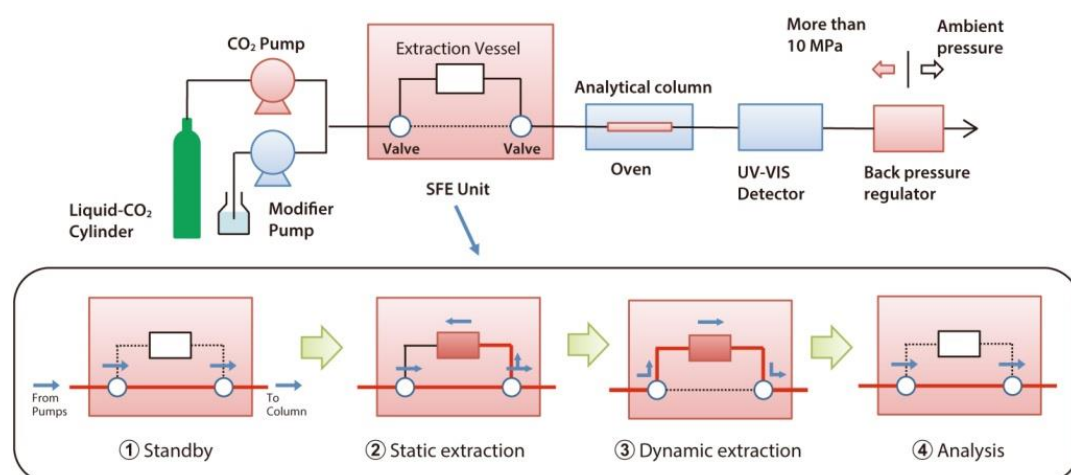 CO₂ Pump
Extraction Vessel
More than
10 MPa
Ambient
pressure
Analytical column
Valve
Valve
Oven
UV-VIS
Detector
Back pressure
regulator
SFE Unit
Liquid-CO₂
Cylinder
Modifier
Pump
From
Pumps
To
Column
① Standby
② Static extraction
③ Dynamic extraction
④ Analysis